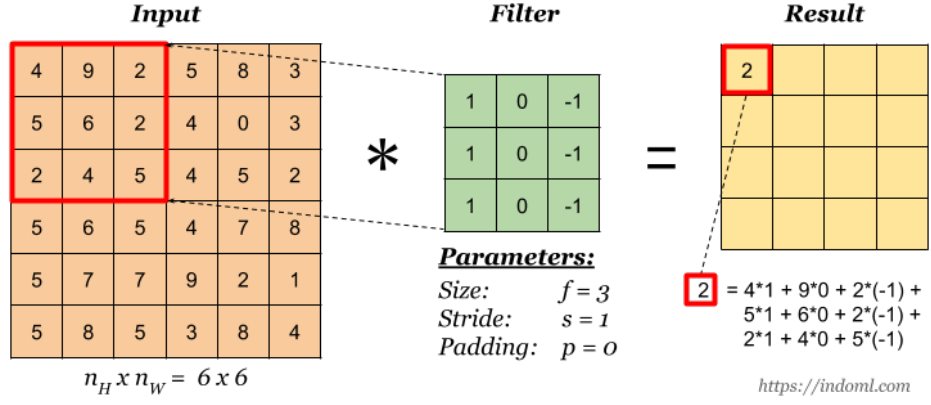 Input
Filter
Result
4 9 2 5 8 3
5 6 2 4 0 3
2 4 5 4 5 2
5 6 5 4 7 8
5 7 7 9 2 1
5 8 5 3 8 4
n_H x n_W = 6 x 6
*
1 0 -1
1 0 -1
1 0 -1
Parameters:
Size: f = 3
Stride: s = 1
Padding: p = 0
=
2
2 = 4*1 + 9*0 + 2*(-1) +
5*1 + 6*0 + 2*(-1) +
2*1 + 4*0 + 5*(-1)
https://indoml.com